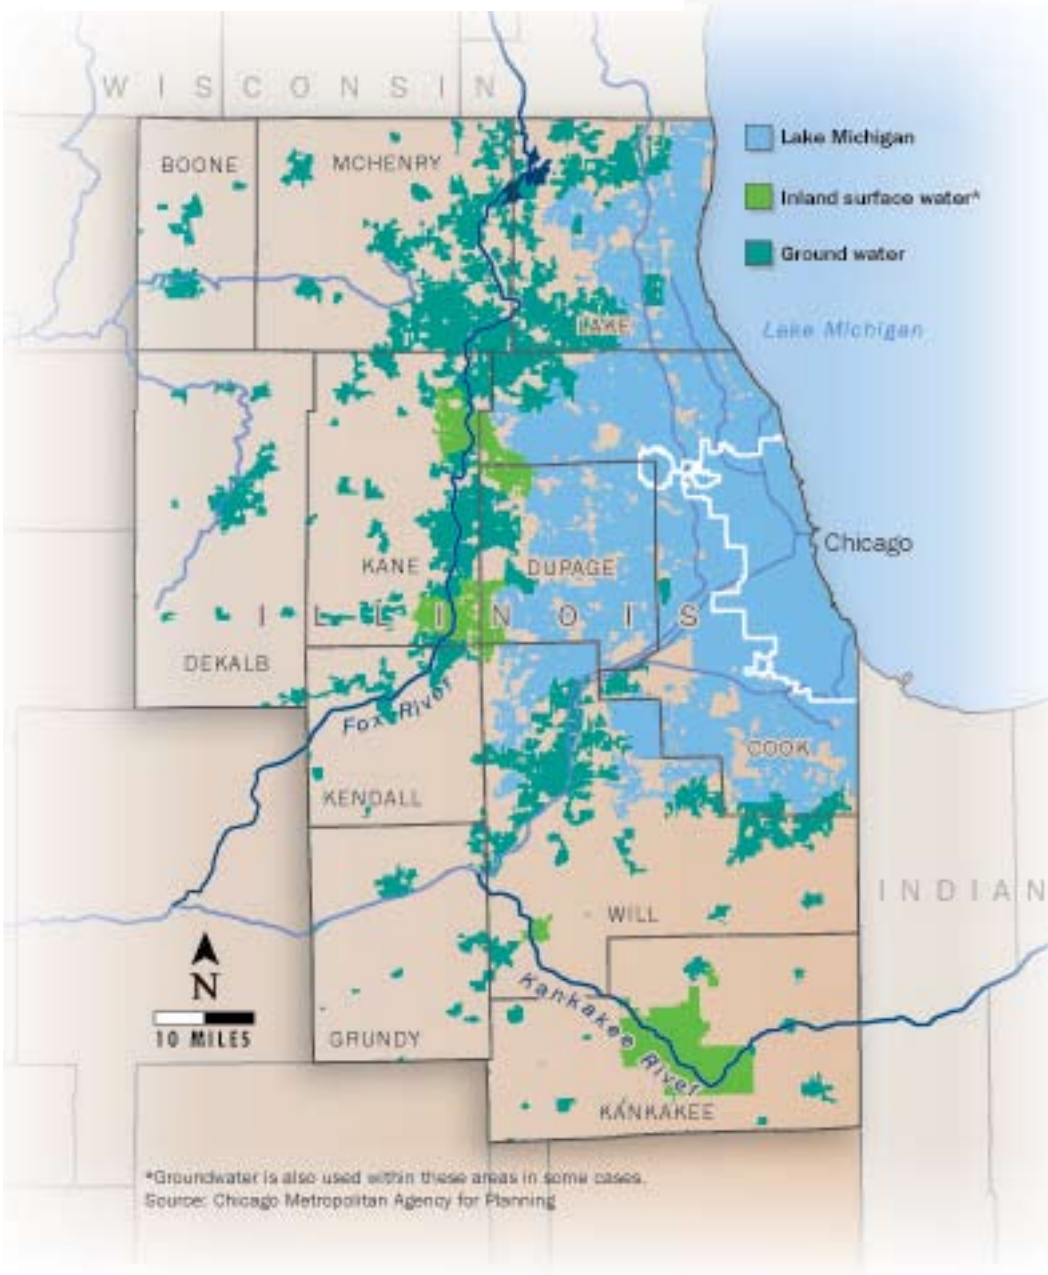 WISCONSIN
BOONE
MCHENRY
Lake Michigan
Inland surface water*
Ground water
LAKE
Lake Michigan
Chicago
KANE
DUPAGE
ILLINOIS
DEKALB
Fox River
COOK
KENDALL
INDIAN
WILL
N
10 MILES
Kankakee River
GRUNDY
KANKAKEE
*Groundwater is also used within these areas in some cases.
Source: Chicago Metropolitan Agency for Planning